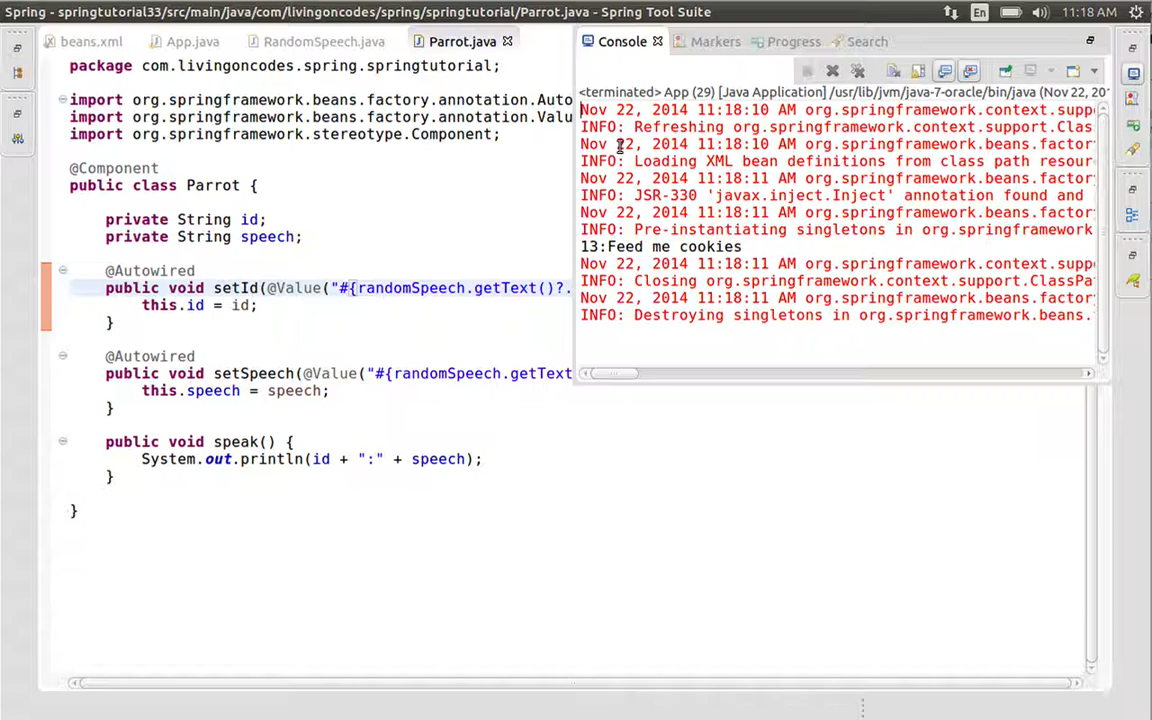 Spring - springtutorial33/src/main/java/com/livingoncodes/spring/springtutorial/Parrot.java - Spring Tool Suite
En
11:18 AM
beans.xml
App.java
RandomSpeech.java
Parrot.java
package com.livingoncodes.spring.springtutorial;
import org.springframework.beans.factory.annotation.Auto
import org.springframework.beans.factory.annotation.Valu
import org.springframework.stereotype.Component;
@Component
public class Parrot {
private String id;
private String speech;
@Autowired
public void setId(@Value("#{randomSpeech.getText()?.
this.id = id;
}
@Autowired
public void setSpeech(@Value("#{randomSpeech.getText
this.speech = speech;
}
public void speak() {
System.out.println(id + ":" + speech);
}
}
Console
Markers
Progress
Search
<terminated> App (29) [Java Application] /usr/lib/jvm/java-7-oracle/bin/java (Nov 22, 20
Nov 22, 2014 11:18:10 AM org.springframework.context.supp
INFO: Refreshing org.springframework.context.support.Clas
Nov 22, 2014 11:18:10 AM org.springframework.beans.factor
INFO: Loading XML bean definitions from class path resour
Nov 22, 2014 11:18:11 AM org.springframework.beans.factor
INFO: JSR-330 'javax.inject.Inject' annotation found and
Nov 22, 2014 11:18:11 AM org.springframework.beans.factor
INFO: Pre-instantiating singletons in org.springframework
13:Feed me cookies
Nov 22, 2014 11:18:11 AM org.springframework.context.supp
INFO: Closing org.springframework.context.ClassPa
Nov 22, 2014 11:18:11 AM org.springframework.beans.factor
INFO: Destroying singletons in org.springframework.beans.